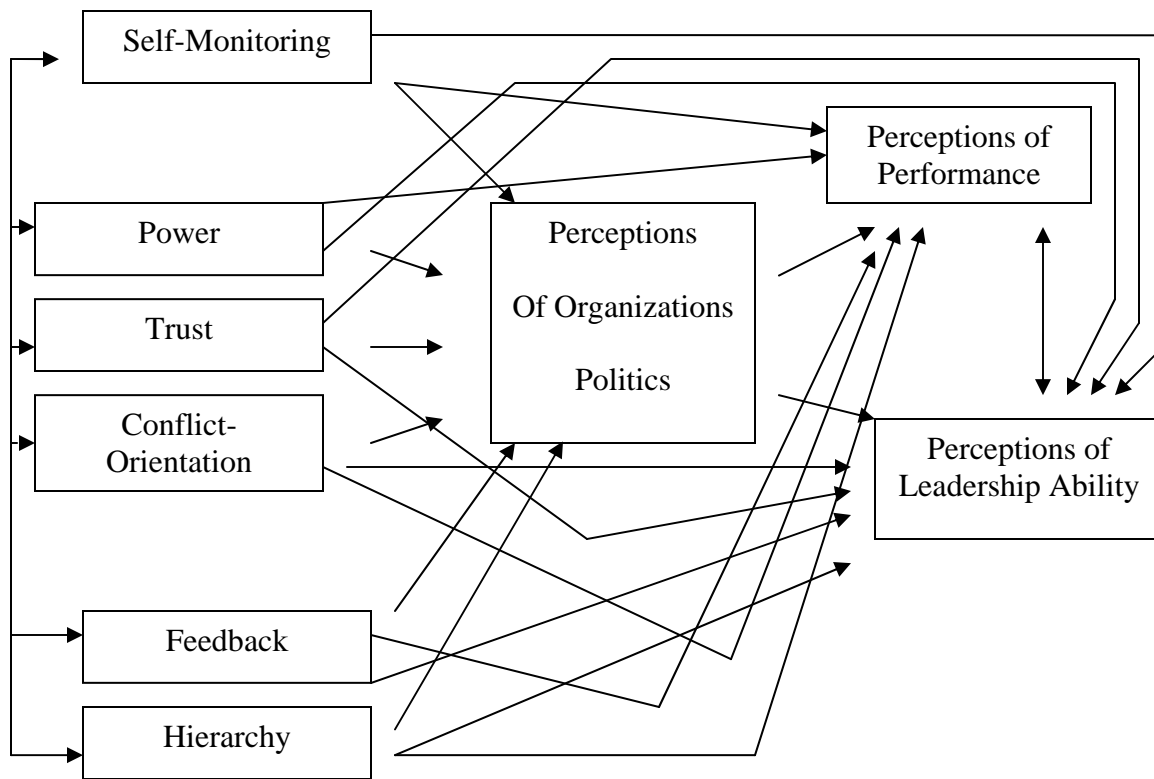 Self-Monitoring
Perceptions of
Performance
Power
Perceptions
Of Organizations
Politics
Trust
Conflict-
Orientation
Perceptions of
Leadership Ability
Feedback
Hierarchy